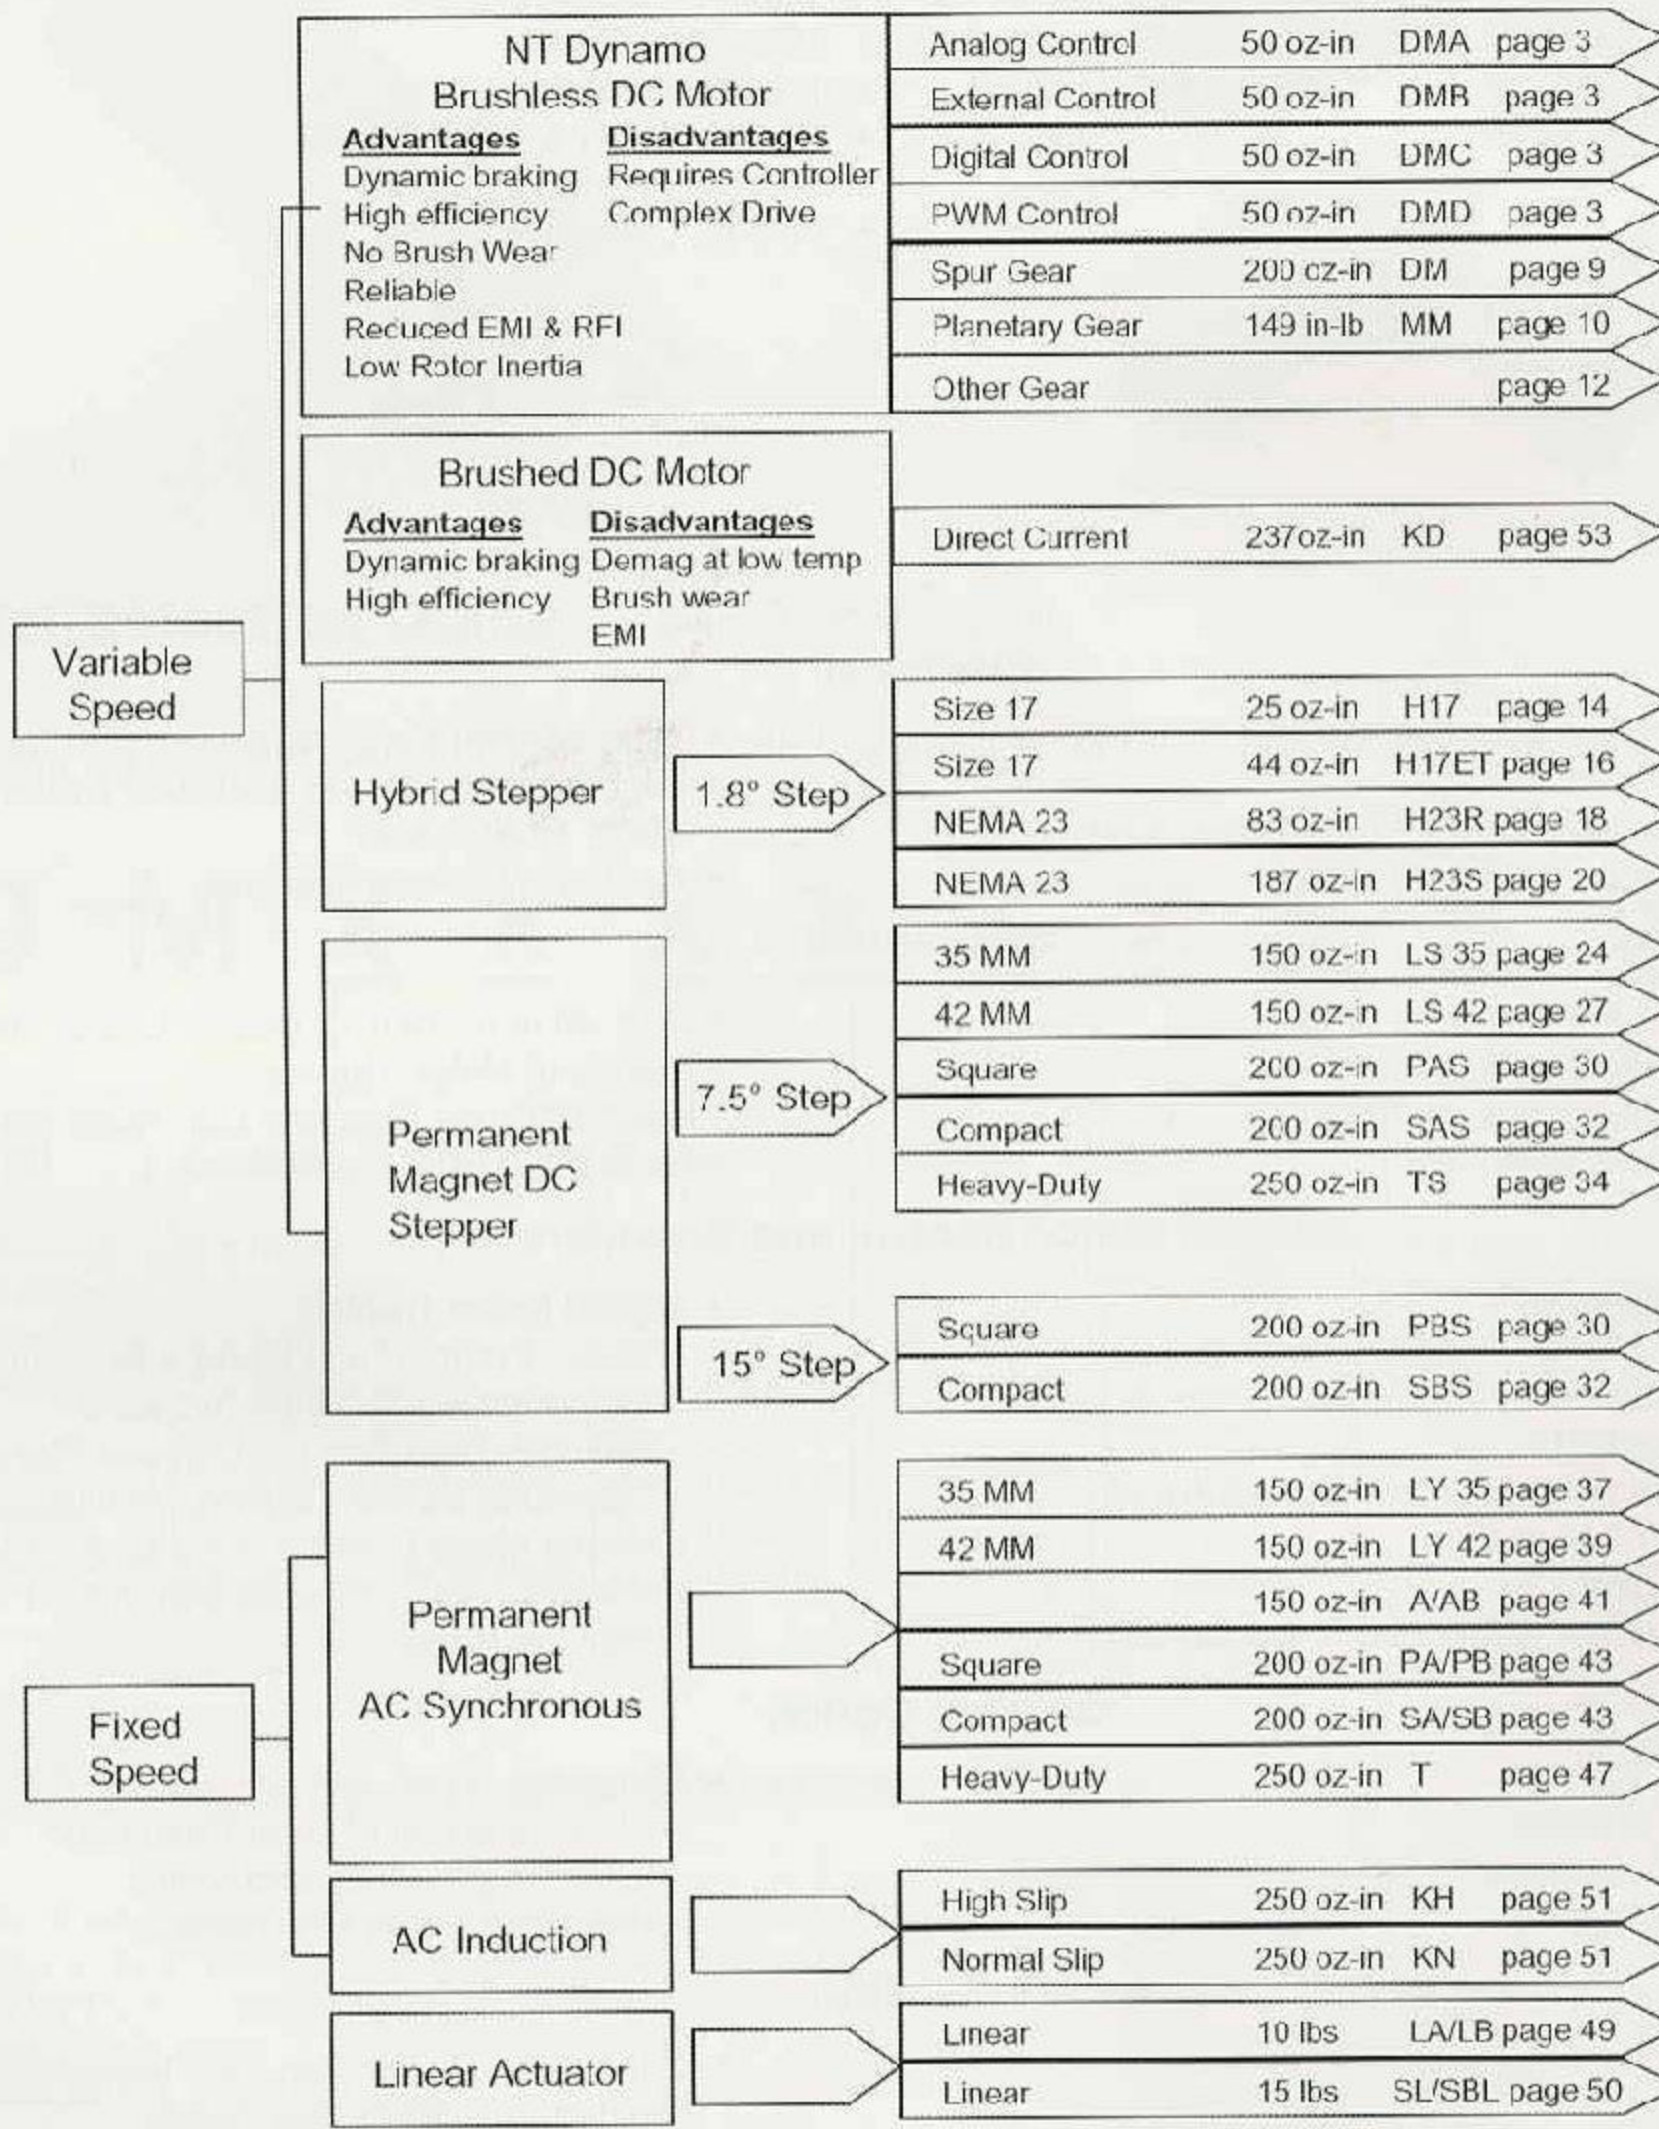 NT Dynamo
Brushless DC Motor
Advantages Disadvantages
Dynamic braking Requires Controller
High efficiency Complex Drive
No Brush Wear
Reliable
Reduced EMI & RFI
Low Rotor Inertia
Analog Control 50 oz-in DMA page 3
External Control 50 oz-in DMB page 3
Digital Control 50 oz-in DMC page 3
PWM Control 50 oz-in DMD page 3
Spur Gear 200 oz-in DM page 9
Planetary Gear 149 in-lb MM page 10
Other Gear page 12
Brushed DC Motor
Advantages Disadvantages
Dynamic braking Demag at low temp
High efficiency Brush wear
EMI
Direct Current 237oz-in KD page 53
Variable
Speed
Hybrid Stepper
1.8° Step
Size 17 25 oz-in H17 page 14
Size 17 44 oz-in H17ET page 16
NEMA 23 83 oz-in H23R page 18
NEMA 23 187 oz-in H23S page 20
Permanent
Magnet DC
Stepper
7.5° Step
35 MM 150 oz-in LS 35 page 24
42 MM 150 oz-in LS 42 page 27
Square 200 oz-in PAS page 30
Compact 200 oz-in SAS page 32
Heavy-Duty 250 oz-in TS page 34
15° Step
Square 200 oz-in PBS page 30
Compact 200 oz-in SBS page 32
Fixed
Speed
Permanent
Magnet
AC Synchronous
35 MM 150 oz-in LY 35 page 37
42 MM 150 oz-in LY 42 page 39
150 oz-in A/AB page 41
Square 200 oz-in PA/PB page 43
Compact 200 oz-in SA/SB page 43
Heavy-Duty 250 oz-in T page 47
AC Induction
High Slip 250 oz-in KH page 51
Normal Slip 250 oz-in KN page 51
Linear Actuator
Linear 10 lbs LA/LB page 49
Linear 15 lbs SL/SBL page 50